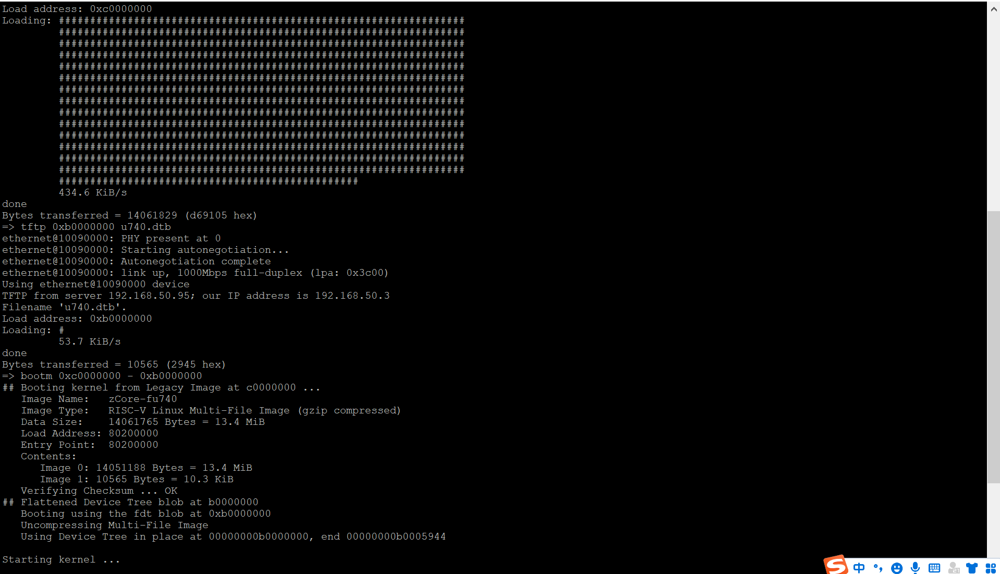 Load address: 0xc0000000
Loading: #################################################################
#################################################################
#################################################################
#################################################################
#################################################################
#################################################################
#################################################################
#################################################################
#################################################################
#################################################################
#################################################################
#################################################################
#################################################################
#################################################################
################################################
434.6 KiB/s
done
Bytes transferred = 14061829 (d69105 hex)
=> tftp 0xb0000000 u740.dtb
ethernet@10090000: PHY present at 0
ethernet@10090000: Starting autonegotiation...
ethernet@10090000: Autonegotiation complete
ethernet@10090000: link up, 1000Mbps full-duplex (lpa: 0x3c00)
Using ethernet@10090000 device
TFTP from server 192.168.50.95; our IP address is 192.168.50.3
Filename 'u740.dtb'.
Load address: 0xb0000000
Loading: #
53.7 KiB/s
done
Bytes transferred = 10565 (2945 hex)
=> bootm 0xc0000000 - 0xb0000000
## Booting kernel from Legacy Image at c0000000 ...
Image Name:   zCore-fu740
Image Type:   RISC-V Linux Multi-File Image (gzip compressed)
Data Size:    14061765 Bytes = 13.4 MiB
Load Address: 80200000
Entry Point:  80200000
Contents:
Image 0: 14051188 Bytes = 13.4 MiB
Image 1: 10565 Bytes = 10.3 KiB
Verifying Checksum ... OK
## Flattened Device Tree blob at b0000000
Booting using the fdt blob at 0xb0000000
Uncompressing Multi-File Image
Using Device Tree in place at 00000000b0000000, end 00000000b0005944
Starting kernel ...
中